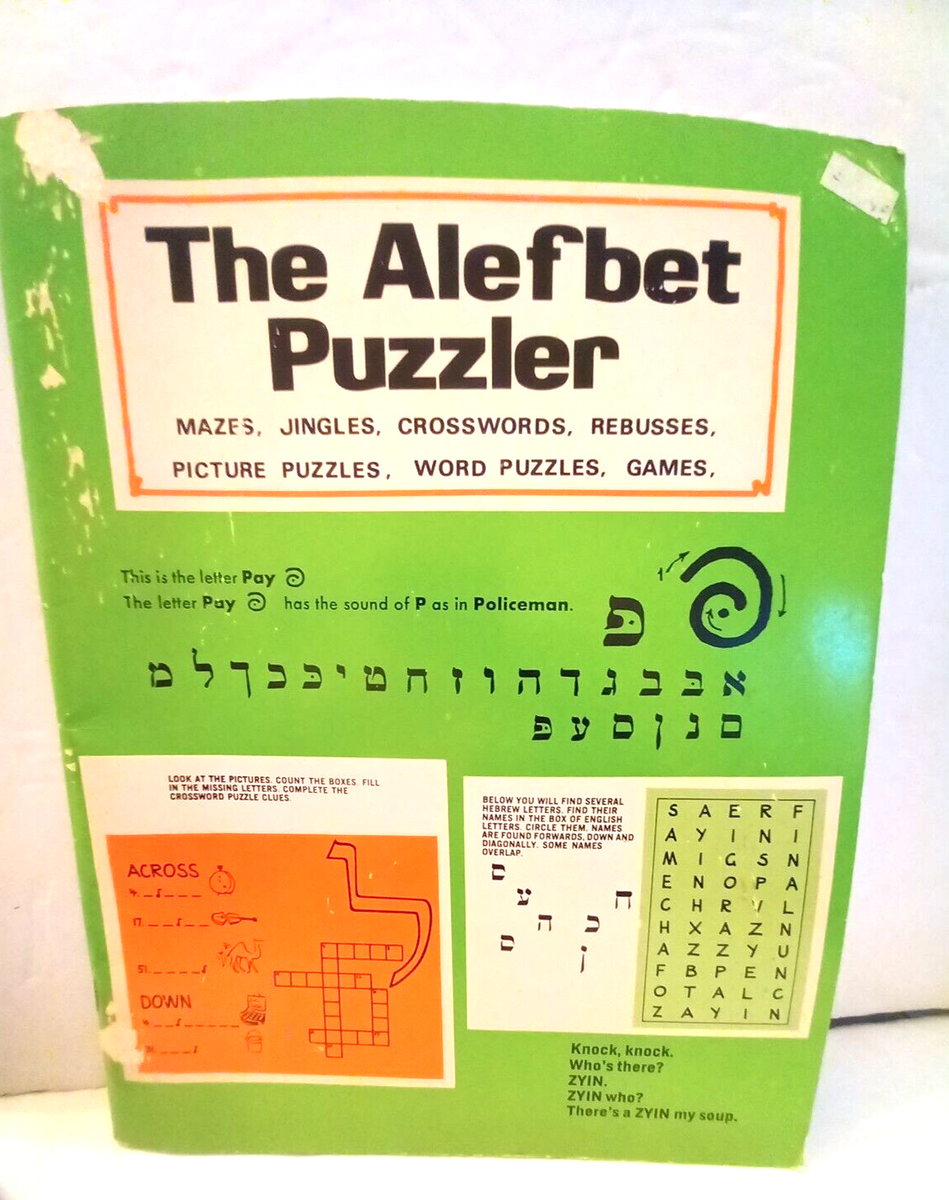 The Alefbet
Puzzler
MAZES, JINGLES, CROSSWORDS, REBUSSES,
PICTURE PUZZLES, WORD PUZZLES, GAMES,
This is the letter Pay פ
The letter Pay פ has the sound of P as in Policeman.
פּ פ
א בּ ב ג ד ה ו ז ח ט י כּ כ ך ל מ
ם נ ן ס ע פּ
LOOK AT THE PICTURES. COUNT THE BOXES. FILL
IN THE MISSING LETTERS. COMPLETE THE
CROSSWORD PUZZLE CLUES.
ACROSS
DOWN
BELOW YOU WILL FIND SEVERAL
HEBREW LETTERS. FIND THEIR
NAMES IN THE BOX OF ENGLISH
LETTERS. CIRCLE THEM. NAMES
ARE FOUND FORWARDS, DOWN AND
DIAGONALLY. SOME NAMES
OVERLAP.
S A E R F
A Y I N I
M I G S N
E N O P A
C H R L
H X A Z N
A Z Z Y U
F B P E N
O T A L C
Z A Y I N
Knock, knock.
Who's there?
ZYIN.
ZYIN who?
There's a ZYIN my soup.